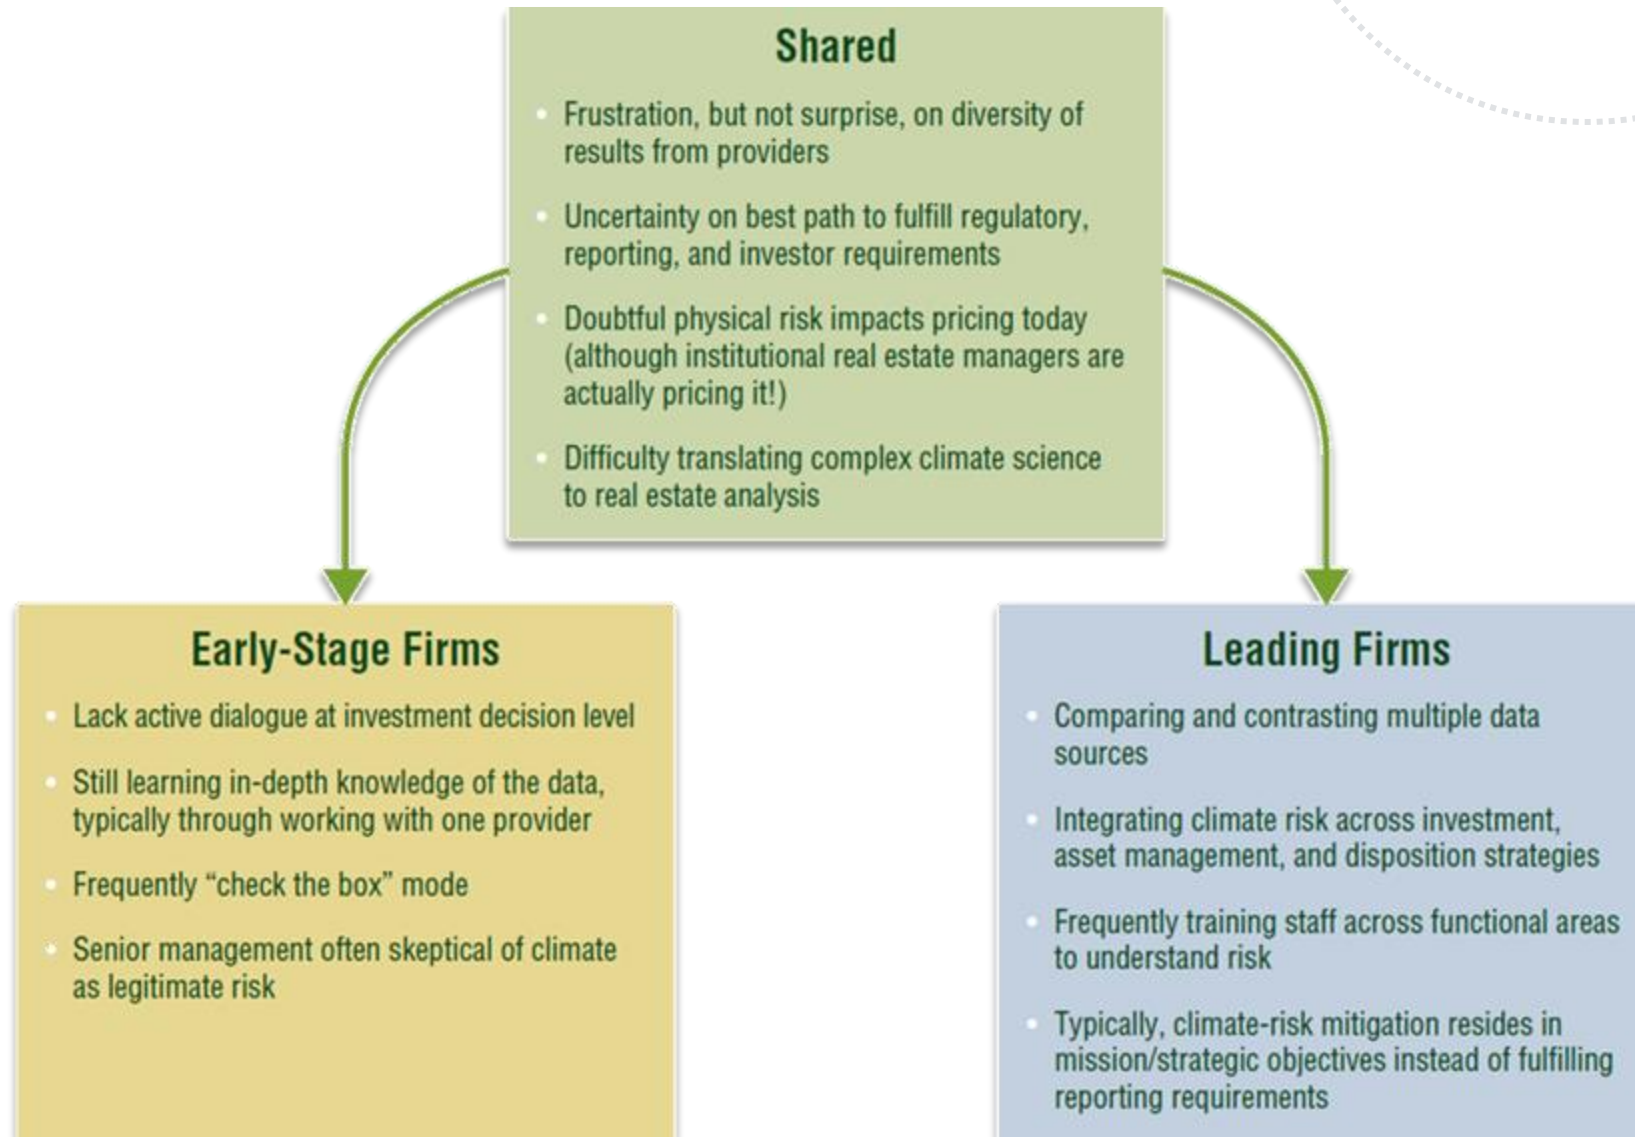 Shared
• Frustration, but not surprise, on diversity of
results from providers
• Uncertainty on best path to fulfill regulatory,
reporting, and investor requirements
• Doubtful physical risk impacts pricing today
(although institutional real estate managers are
actually pricing it!)
• Difficulty translating complex climate science
to real estate analysis
Early-Stage Firms
• Lack active dialogue at investment decision level
• Still learning in-depth knowledge of the data,
typically through working with one provider
• Frequently “check the box” mode
• Senior management often skeptical of climate
as legitimate risk
Leading Firms
• Comparing and contrasting multiple data
sources
• Integrating climate risk across investment,
asset management, and disposition strategies
• Frequently training staff across functional areas
to understand risk
• Typically, climate-risk mitigation resides in
mission/strategic objectives instead of fulfilling
reporting requirements